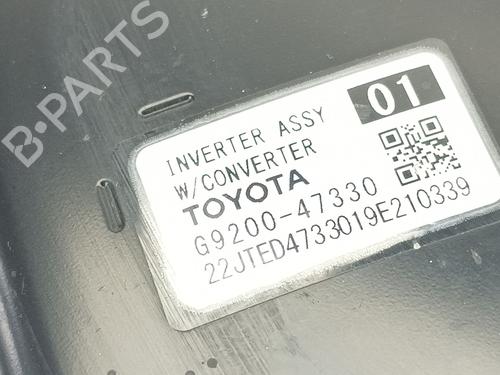 B-PARTS
01
INVERTER ASSY
W/CONVERTER
TOYOTA
G9200-47330
22JTED4733019E210339